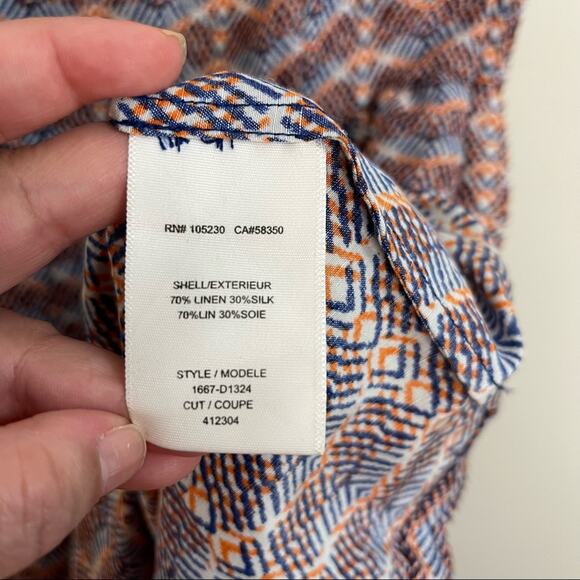 RN# 105230 CA#58350
SHELL/EXTERIEUR
70% LINEN 30%SILK
70%LIN 30%SOIE
STYLE / MODELE
1667-D1324
CUT / COUPE
412304